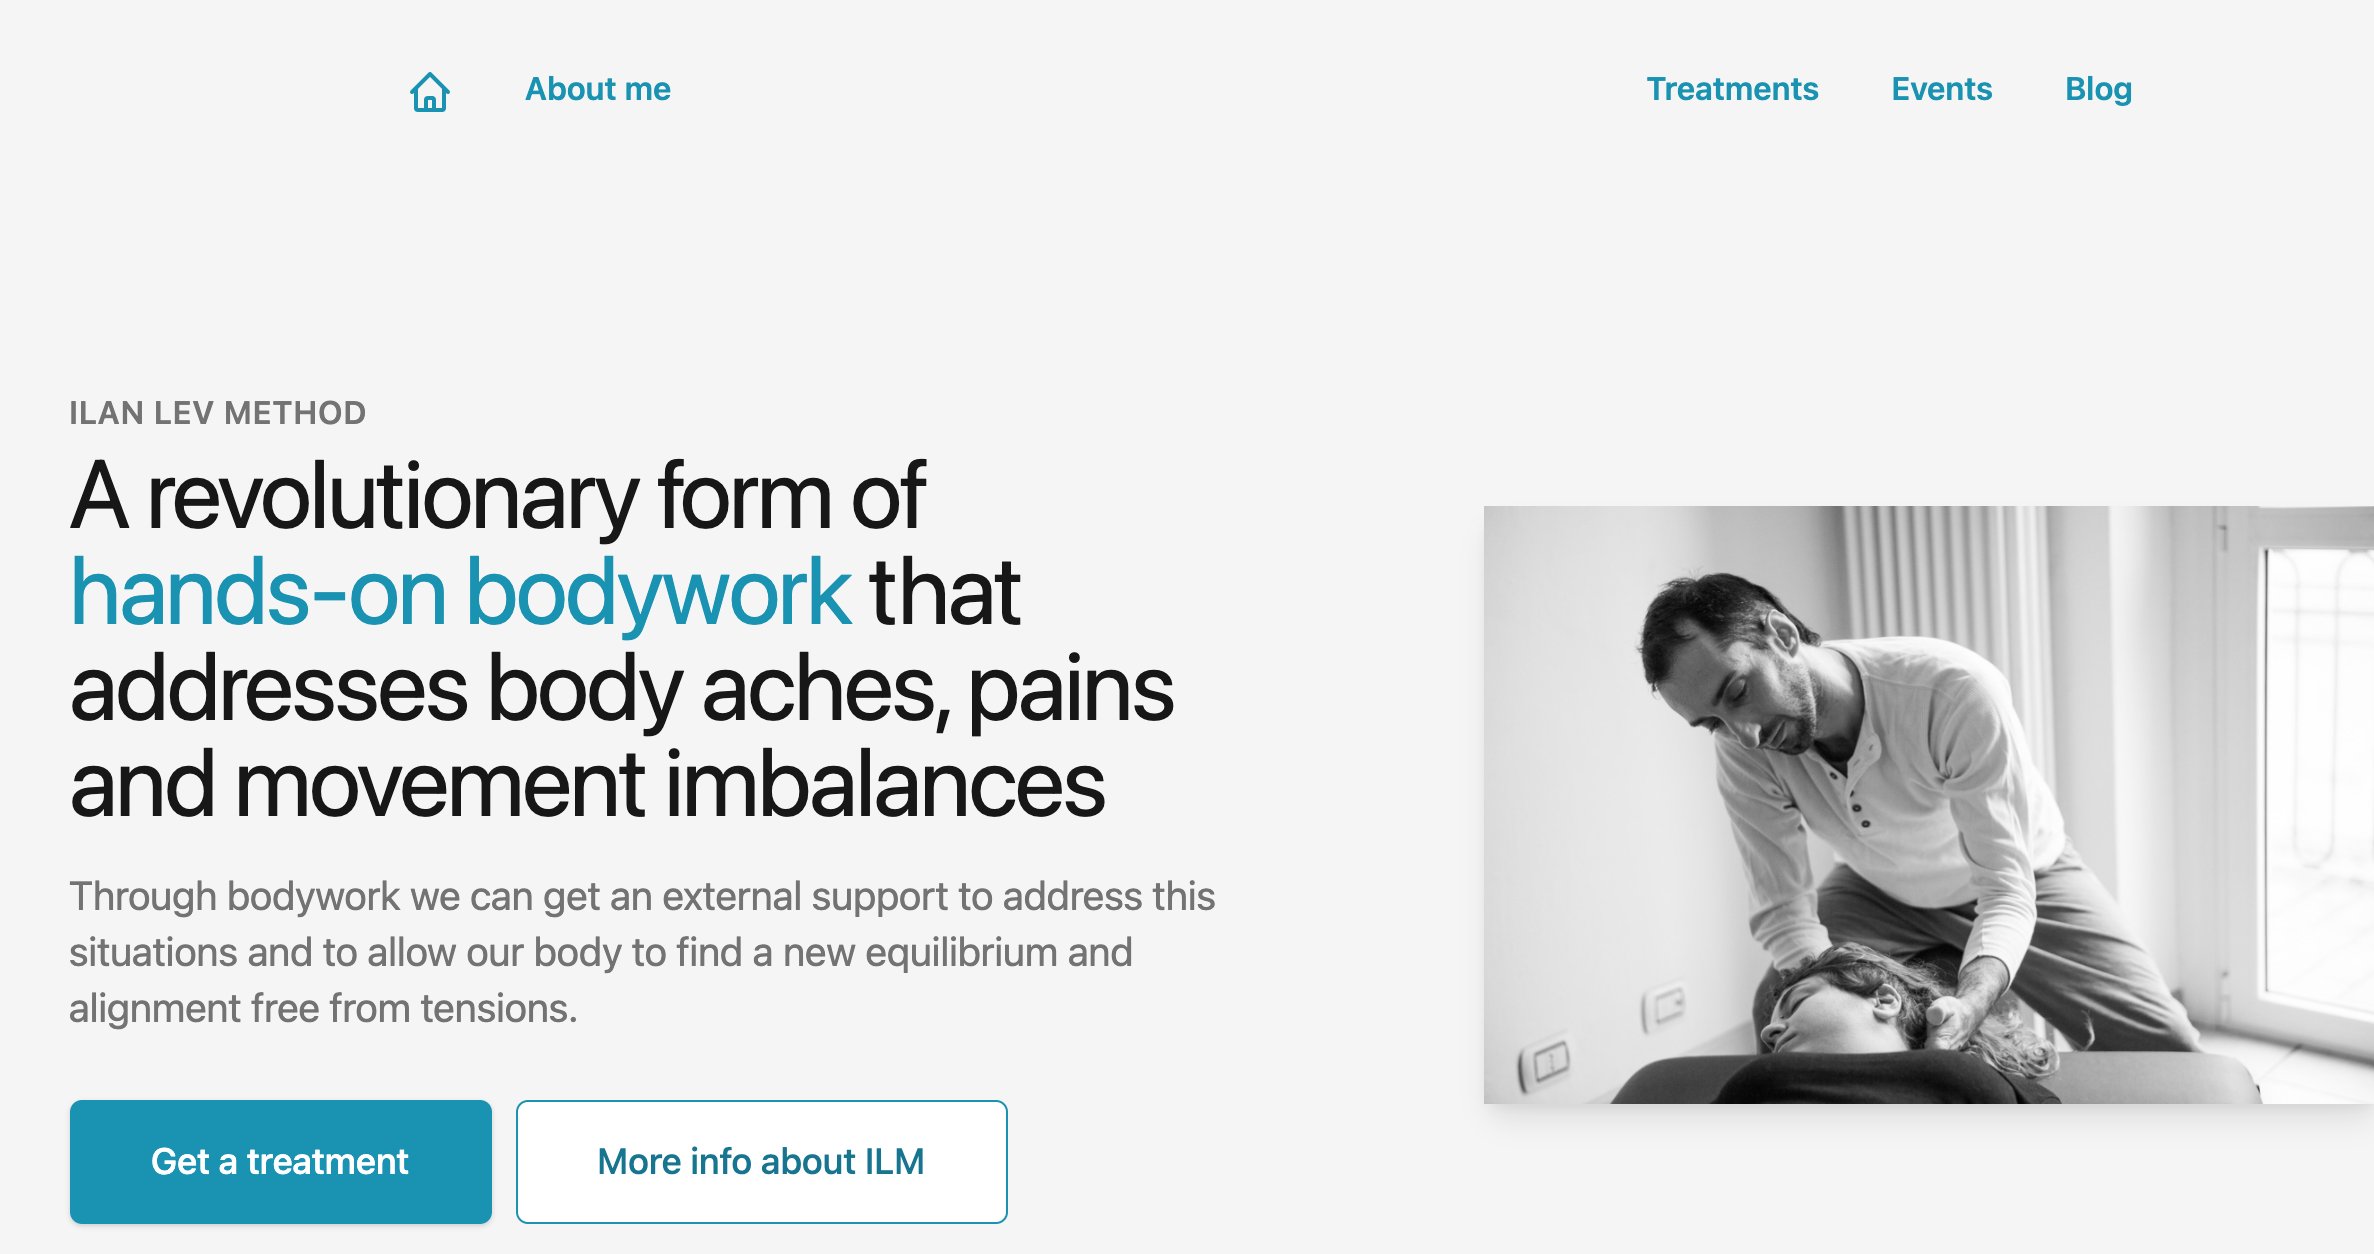 About me
Treatments
Events
Blog
ILAN LEV METHOD
A revolutionary form of
hands-on bodywork that
addresses body aches, pains
and movement imbalances
Through bodywork we can get an external support to address this
situations and to allow our body to find a new equilibrium and
alignment free from tensions.
Get a treatment
More info about ILM